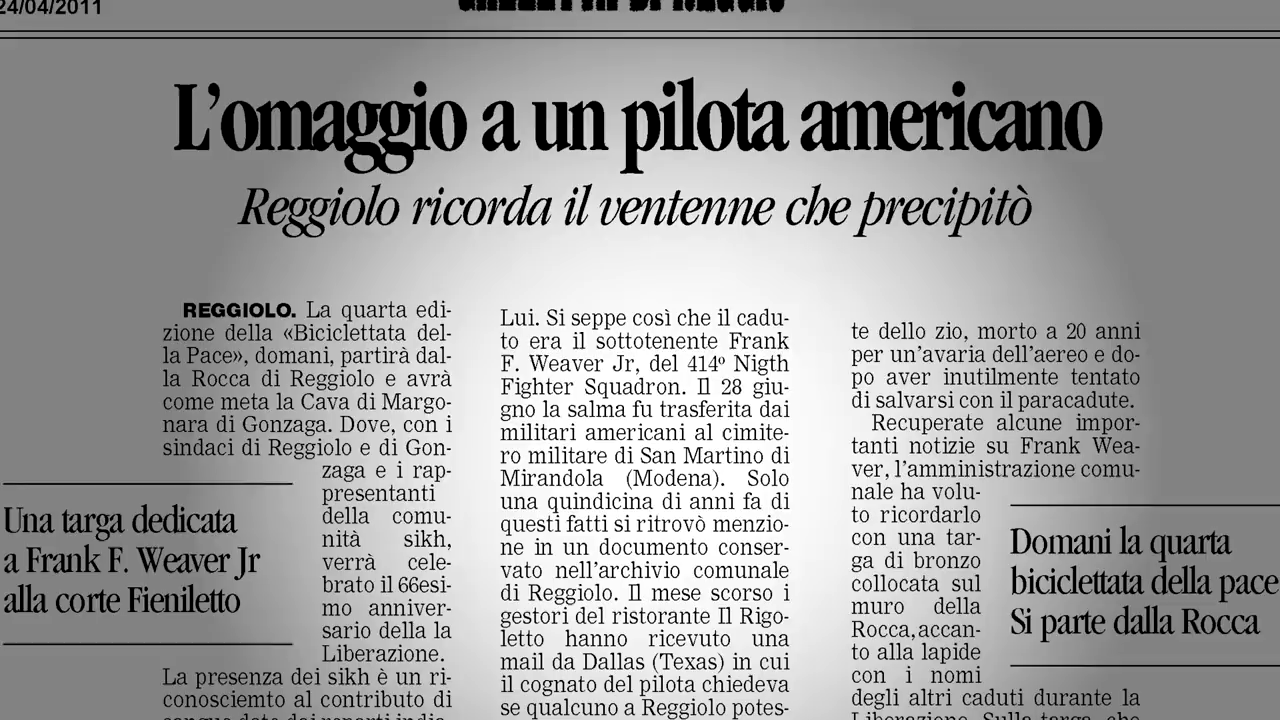 24/04/2011
L'omaggio a un pilota americano
Reggiolo ricorda il ventenne che precipitò
REGGIOLO. La quarta edi-
zione della «Biciclettata del-
la Pace», domani, partirà dal-
la Rocca di Reggiolo e avrà
come meta la Cava di Margo-
nara di Gonzaga. Dove, con i
sindaci di Reggiolo e di Gon-
zaga e i rap-
presentanti
della comu-
nità sikh,
verrà cele-
brato il 66esi-
mo anniver-
sario della la
Liberazione.
La presenza dei sikh è un ri-
conosciemto al contributo di
Una targa dedicata
a Frank F. Weaver Jr
alla corte Fieniletto
Lui. Si seppe così che il cadu-
to era il sottotenente Frank
F. Weaver Jr, del 414º Nigth
Fighter Squadron. Il 28 giu-
gno la salma fu trasferita dai
militari americani al cimite-
ro militare di San Martino di
Mirandola (Modena). Solo
una quindicina di anni fa di
questi fatti si ritrovò menzio-
ne in un documento conser-
vato nell'archivio comunale
di Reggiolo. Il mese scorso i
gestori del ristorante Il Rigo-
letto hanno ricevuto una
mail da Dallas (Texas) in cui
il cognato del pilota chiedeva
se qualcuno a Reggiolo potes-
te dello zio, morto a 20 anni
per un'avaria dell'aereo e do-
po aver inutilmente tentato
di salvarsi con il paracadute.
Recuperate alcune impor-
tanti notizie su Frank Wea-
ver, l'amministrazione comu-
nale ha volu-
to ricordarlo
con una tar-
ga di bronzo
collocata sul
muro della
Rocca, accan-
to alla lapide
con i nomi
degli altri caduti durante la
Domani la quarta
biciclettata della pace
Si parte dalla Rocca